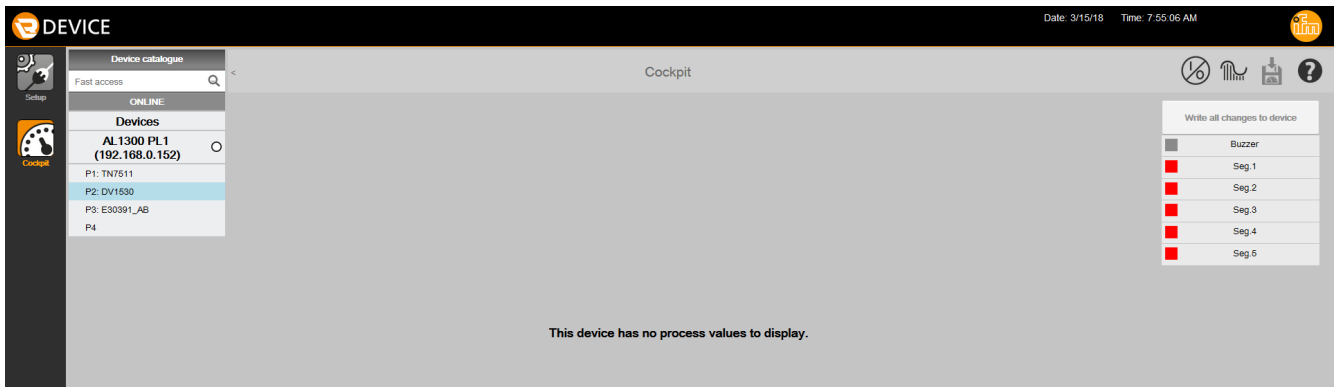 DEVICE
Date: 3/15/18 Time: 7:55:06 AM
ifm
Device catalogue
Fast access
<
Cockpit
Setup
ONLINE
Devices
AL1300 PL1
(192.168.0.152)
Cockpit
P1: TN7511
P2: DV1530
P3: E30391_AB
P4
Write all changes to device
Buzzer
Seg.1
Seg.2
Seg.3
Seg.4
Seg.5
This device has no process values to display.